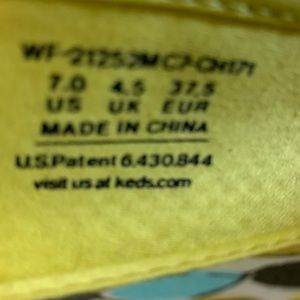 WF-21252M C7-CH171
7.0 4.5 37.5
US UK EUR
MADE IN CHINA
U.S.Patent 6.430.844
visit us at keds.com